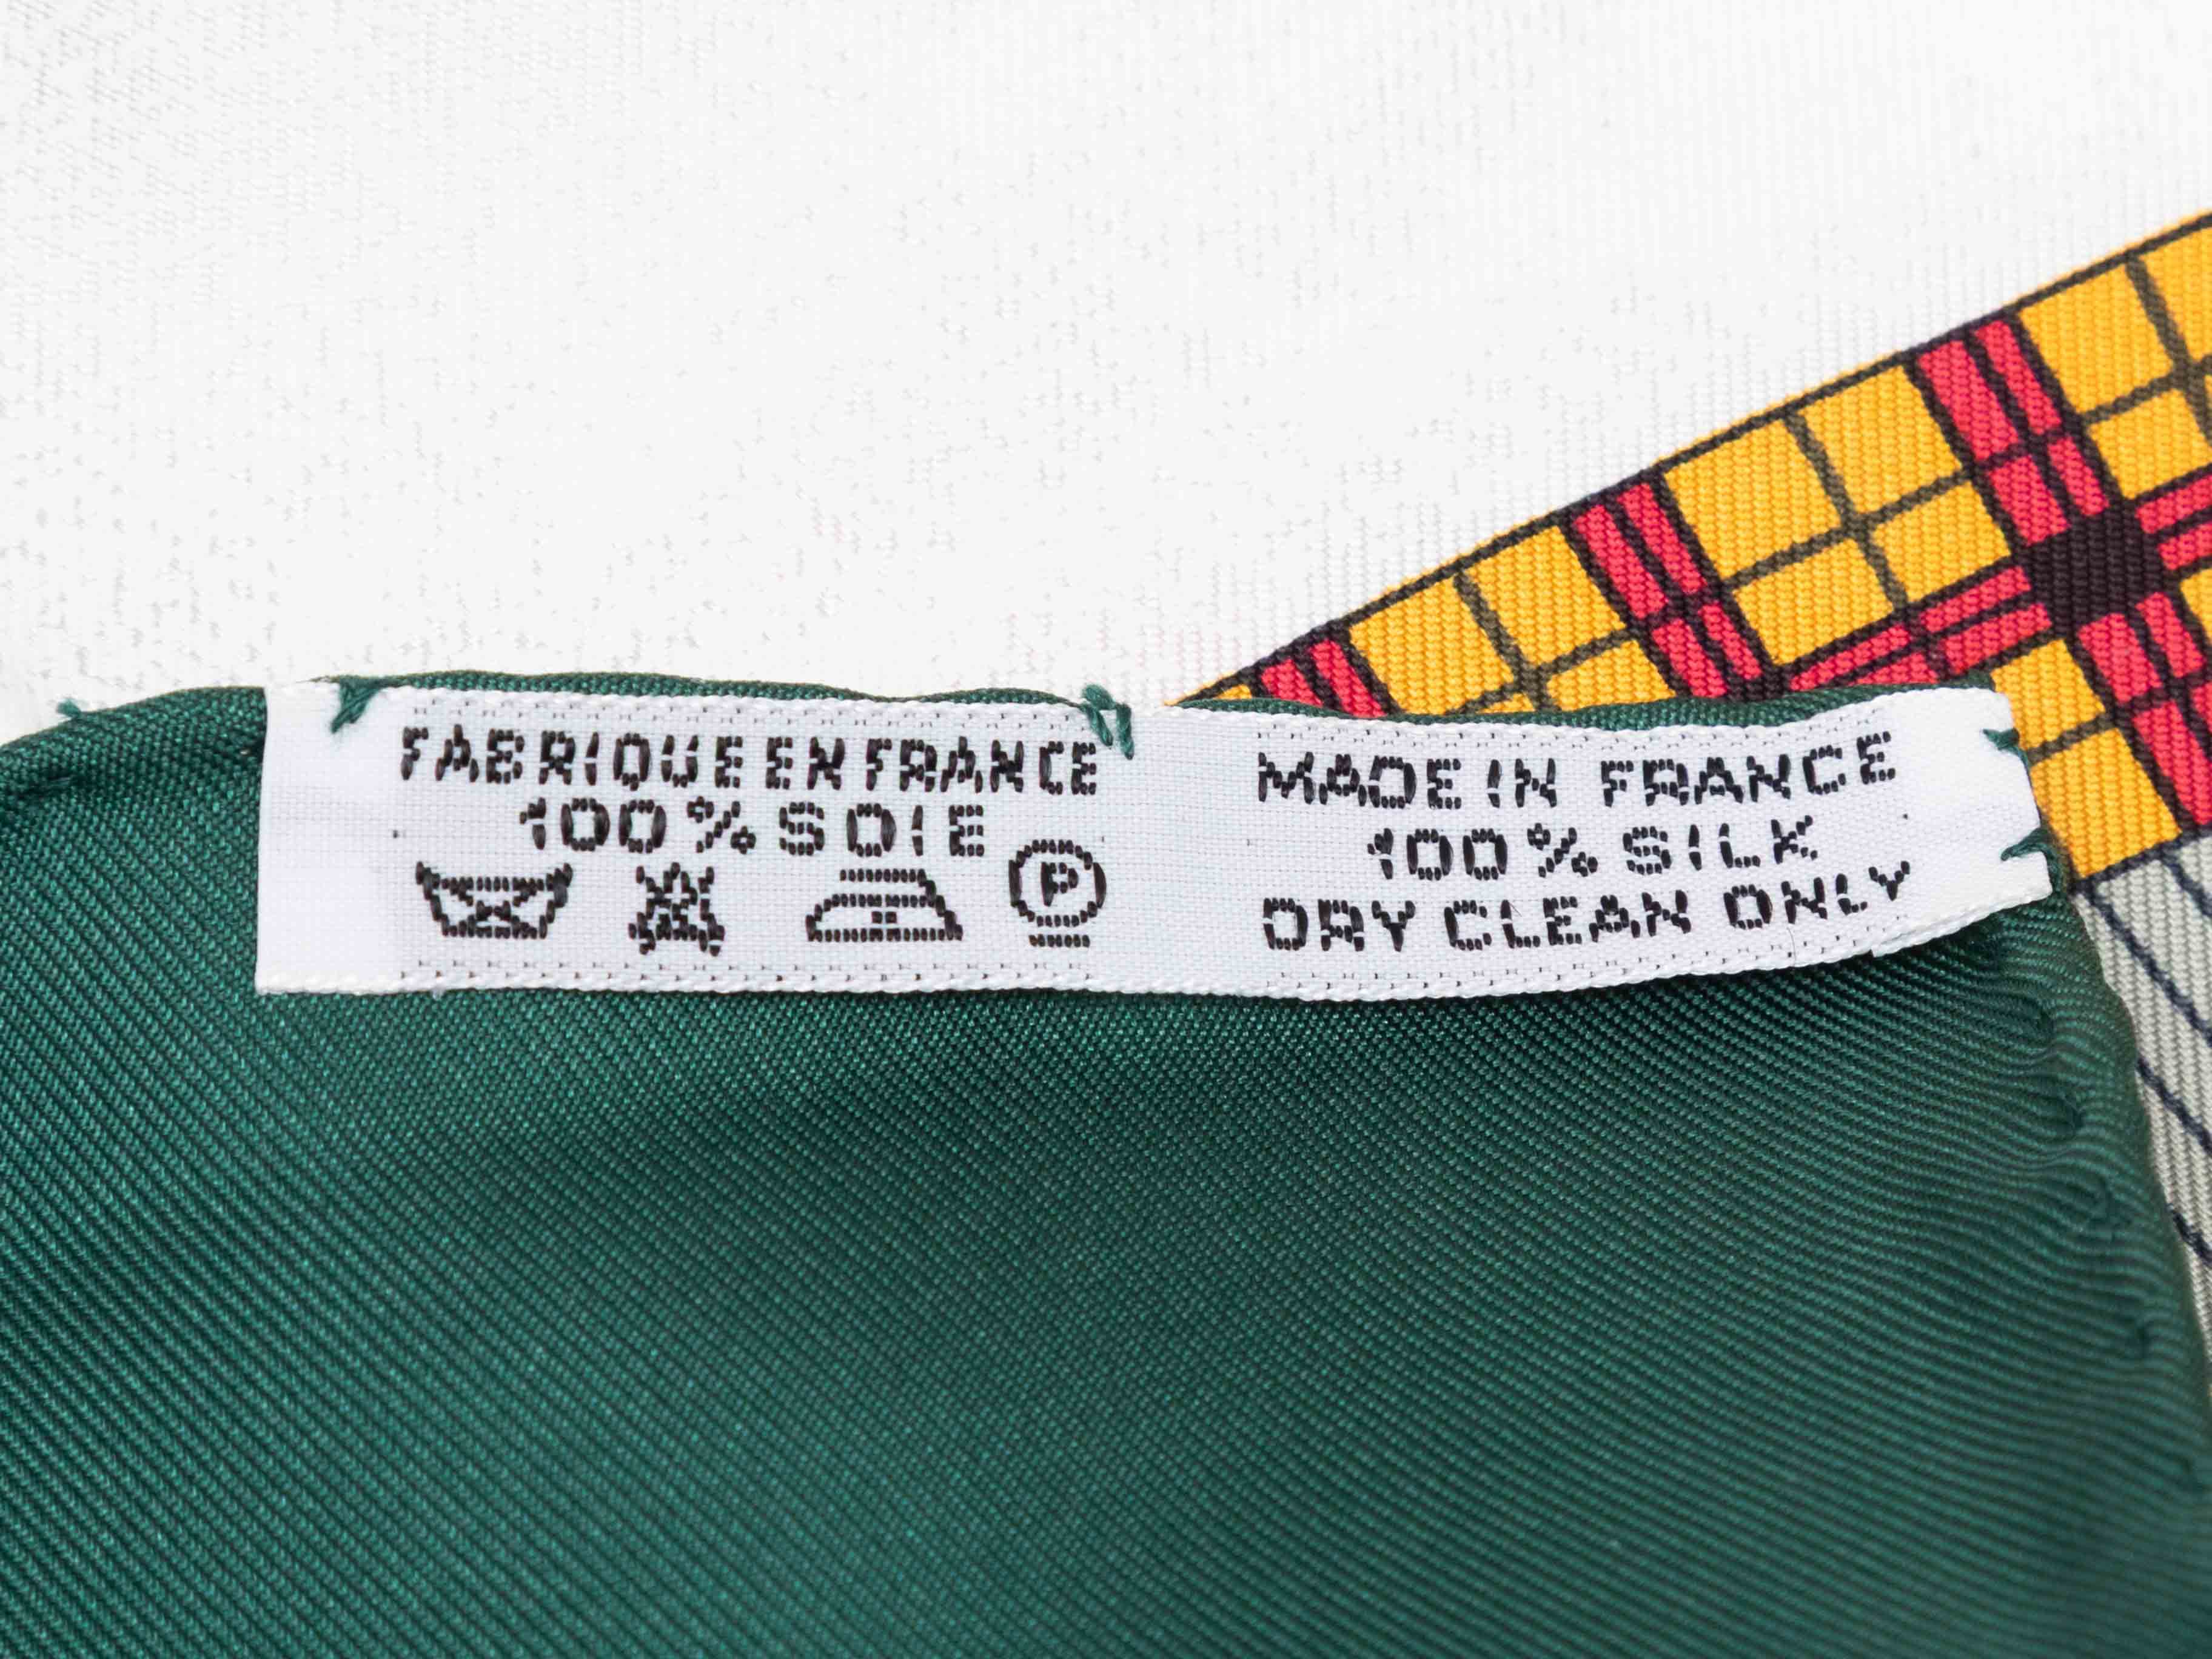 FABRIQUE EN FRANCE
100% SOIE
P
MADE IN FRANCE
100% SILK
DRY CLEAN ONLY